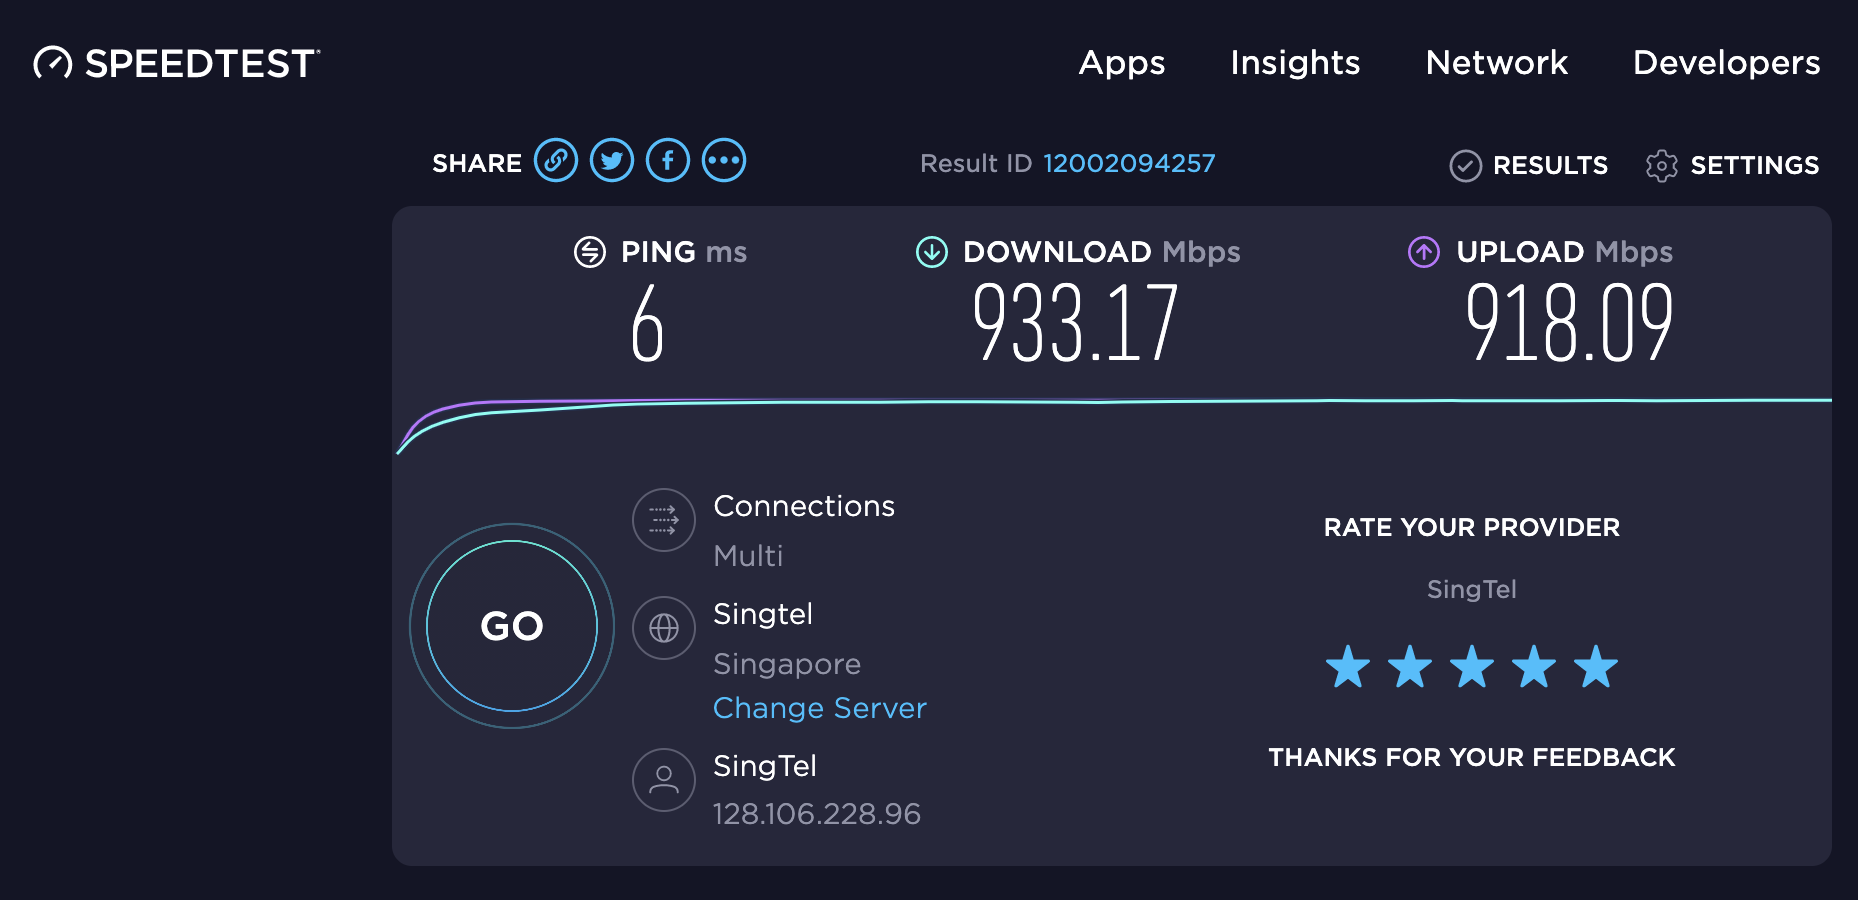 SPEEDTEST
Apps Insights Network Developers
SHARE Result ID 12002094257 RESULTS SETTINGS
PING ms DOWNLOAD Mbps UPLOAD Mbps
6 933.17 918.09
GO
Connections
Multi
Singtel
Singapore
Change Server
SingTel
128.106.228.96
RATE YOUR PROVIDER
SingTel
THANKS FOR YOUR FEEDBACK